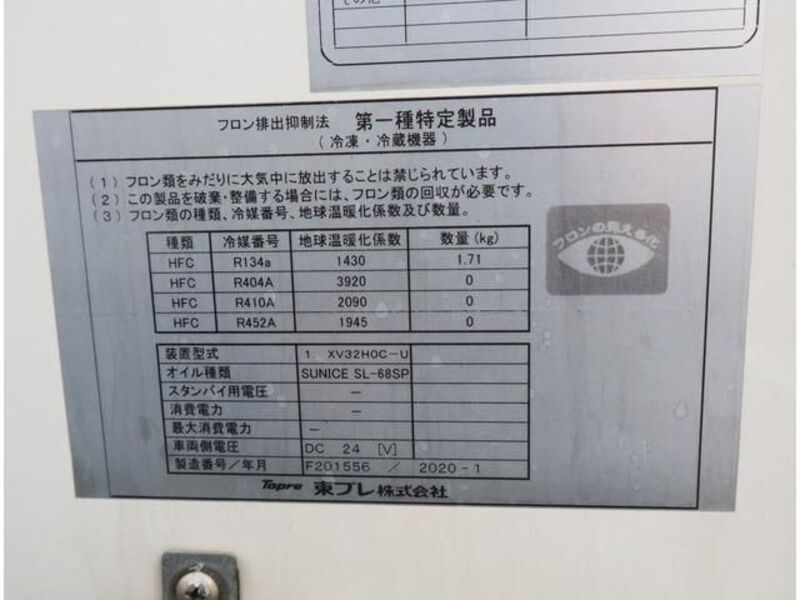 その他
フロン排出抑制法 第一種特定製品
(冷凍・冷蔵機器)
(1) フロン類をみだりに大気中に放出することは禁じられています。
(2) この製品を破棄・整備する場合には、フロン類の回収が必要です。
(3) フロン類の種類、冷媒番号、地球温暖化係数及び数量。
フロンの見える化
種類 冷媒番号 地球温暖化係数 数量(kg)
HFC R134a 1430 1.71
HFC R404A 3920 0
HFC R410A 2090 0
HFC R452A 1945 0
装置型式 1. XV32H0C-U
オイル種類 SUNICE SL-68SP
スタンバイ用電圧 －
消費電力 －
最大消費電力 －
車両側電圧 DC 24 [V]
製造番号／年月 F201556 / 2020-1
Topre 東プレ株式会社